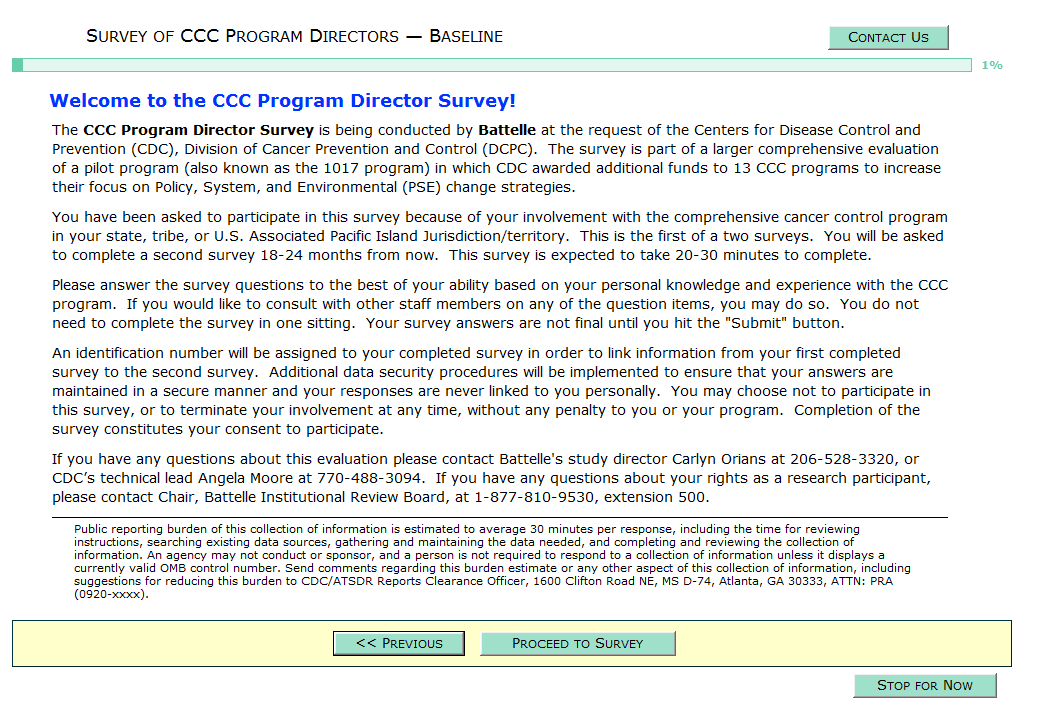 SURVEY OF CCC PROGRAM DIRECTORS — BASELINE
CONTACT US
1%
Welcome to the CCC Program Director Survey!
The CCC Program Director Survey is being conducted by Battelle at the request of the Centers for Disease Control and
Prevention (CDC), Division of Cancer Prevention and Control (DCPC).  The survey is part of a larger comprehensive evaluation
of a pilot program (also known as the 1017 program) in which CDC awarded additional funds to 13 CCC programs to increase
their focus on Policy, System, and Environmental (PSE) change strategies.
You have been asked to participate in this survey because of your involvement with the comprehensive cancer control program
in your state, tribe, or U.S. Associated Pacific Island Jurisdiction/territory.  This is the first of a two surveys.  You will be asked
to complete a second survey 18-24 months from now.  This survey is expected to take 20-30 minutes to complete.
Please answer the survey questions to the best of your ability based on your personal knowledge and experience with the CCC
program.  If you would like to consult with other staff members on any of the question items, you may do so.  You do not
need to complete the survey in one sitting.  Your survey answers are not final until you hit the "Submit" button.
An identification number will be assigned to your completed survey in order to link information from your first completed
survey to the second survey.  Additional data security procedures will be implemented to ensure that your answers are
maintained in a secure manner and your responses are never linked to you personally.  You may choose not to participate in
this survey, or to terminate your involvement at any time, without any penalty to you or your program.  Completion of the
survey constitutes your consent to participate.
If you have any questions about this evaluation please contact Battelle's study director Carlyn Orians at 206-528-3320, or
CDC’s technical lead Angela Moore at 770-488-3094.  If you have any questions about your rights as a research participant,
please contact Chair, Battelle Institutional Review Board, at 1-877-810-9530, extension 500.
Public reporting burden of this collection of information is estimated to average 30 minutes per response, including the time for reviewing
instructions, searching existing data sources, gathering and maintaining the data needed, and completing and reviewing the collection of
information. An agency may not conduct or sponsor, and a person is not required to respond to a collection of information unless it displays a
currently valid OMB control number. Send comments regarding this burden estimate or any other aspect of this collection of information, including
suggestions for reducing this burden to CDC/ATSDR Reports Clearance Officer, 1600 Clifton Road NE, MS D-74, Atlanta, GA 30333, ATTN: PRA
(0920-xxxx).
<< PREVIOUS
PROCEED TO SURVEY
STOP FOR NOW